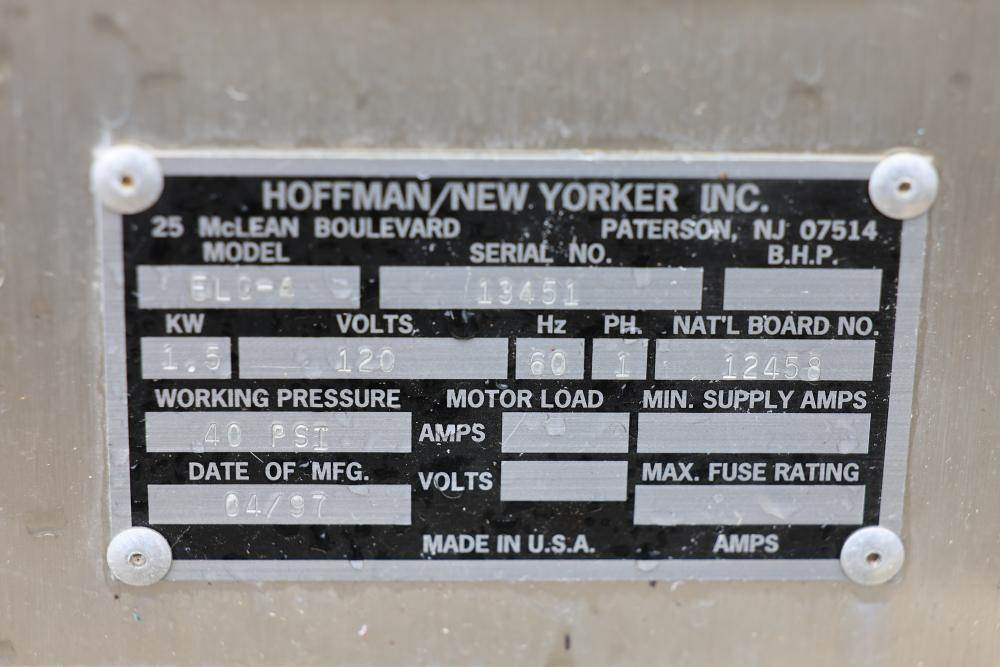 HOFFMAN/NEW YORKER INC.
25 McLEAN BOULEVARD PATERSON, NJ 07514
MODEL SERIAL NO. B.H.P.
13451
KW VOLTS Hz PH. NAT'L BOARD NO.
1.5 120 60 1 12458
WORKING PRESSURE MOTOR LOAD MIN. SUPPLY AMPS
40 PSI AMPS
DATE OF MFG. VOLTS MAX. FUSE RATING
04/97
MADE IN U.S.A. AMPS